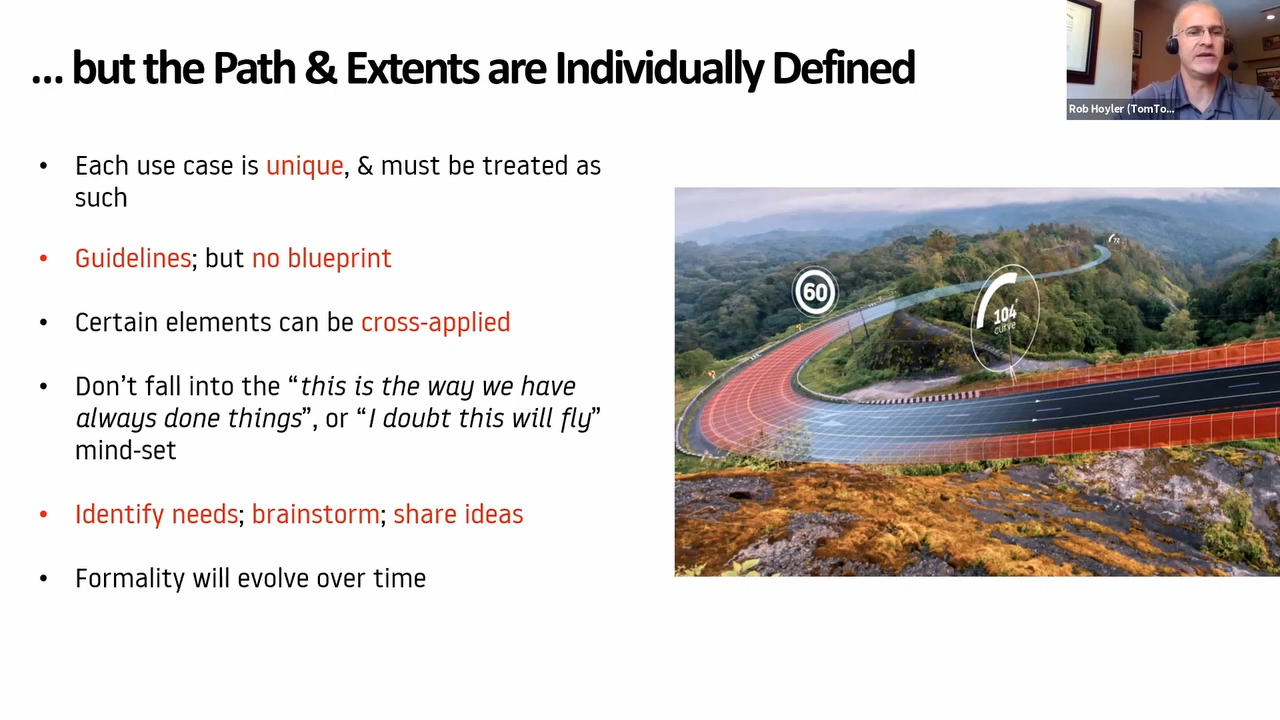 ... but the Path & Extents are Individually Defined
Rob Hoyler (TomTo...
• Each use case is unique, & must be treated as
such
• Guidelines; but no blueprint
• Certain elements can be cross-applied
• Don’t fall into the “this is the way we have
always done things”, or “I doubt this will fly”
mind-set
• Identify needs; brainstorm; share ideas
• Formality will evolve over time
60
104
curve